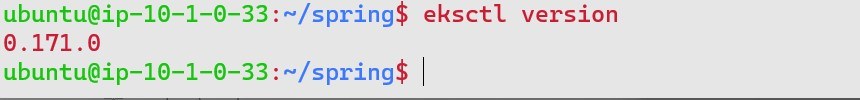 ubuntu@ip-10-1-0-33:~/spring$ eksctl version
0.171.0
ubuntu@ip-10-1-0-33:~/spring$